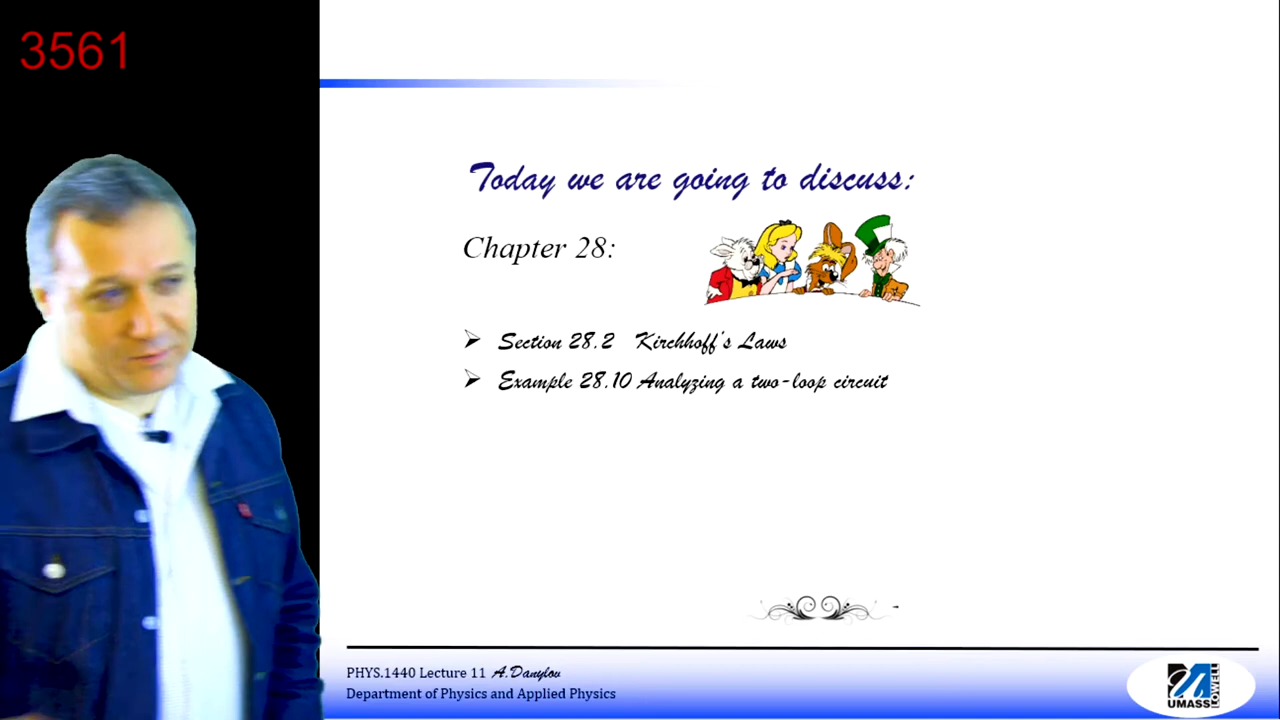 3561
Today we are going to discuss:
Chapter 28:
Section 28.2 Kirchhoff's Laws
Example 28.10 Analyzing a two-loop circuit
PHYS.1440 Lecture 11 A.Danylov
Department of Physics and Applied Physics
UMASS
LOWELL